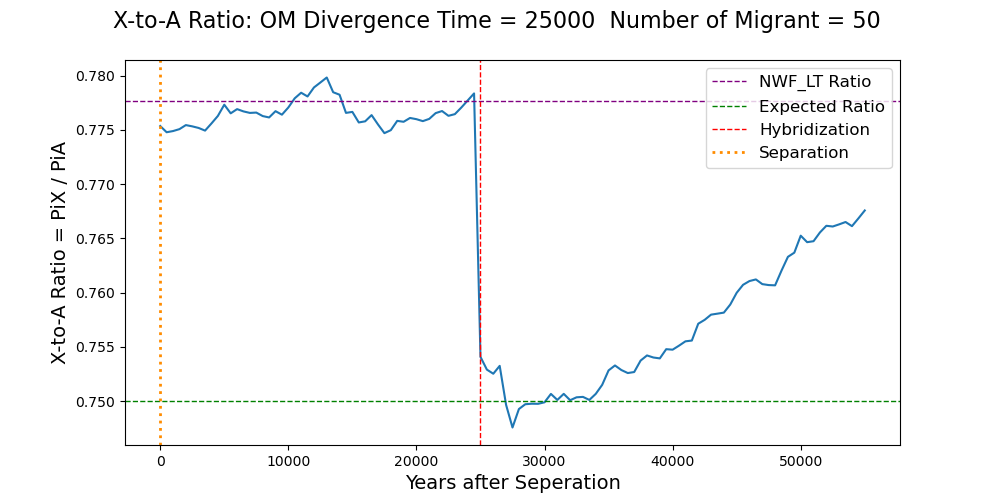 X-to-A Ratio: OM Divergence Time = 25000  Number of Migrant = 50
NWF_LT Ratio
Expected Ratio
Hybridization
Separation
X-to-A Ratio = PiX / PiA
0.780
0.775
0.770
0.765
0.760
0.755
0.750
0
10000
20000
30000
40000
50000
Years after Seperation